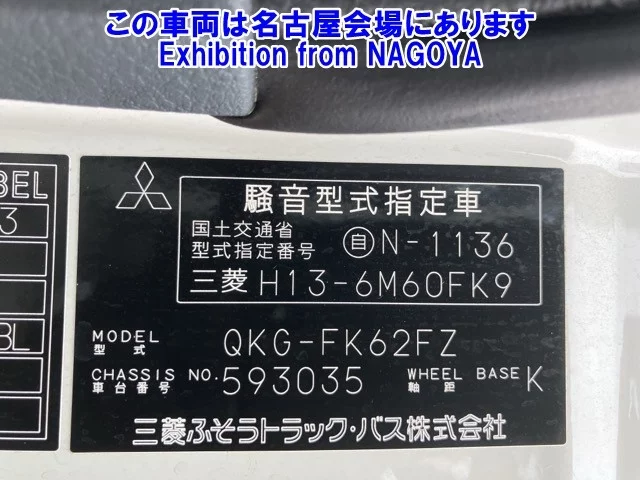 この車両は名古屋会場にあります
Exhibition from NAGOYA
BEL
3
BL
騒音型式指定車
国土交通省
型式指定番号 自N-1136
三菱 H13-6M60FK9
MODEL
型式 QKG-FK62FZ
CHASSIS NO.
車台番号 593035 WHEEL BASE
軸距 K
三菱ふそうトラック・バス株式会社